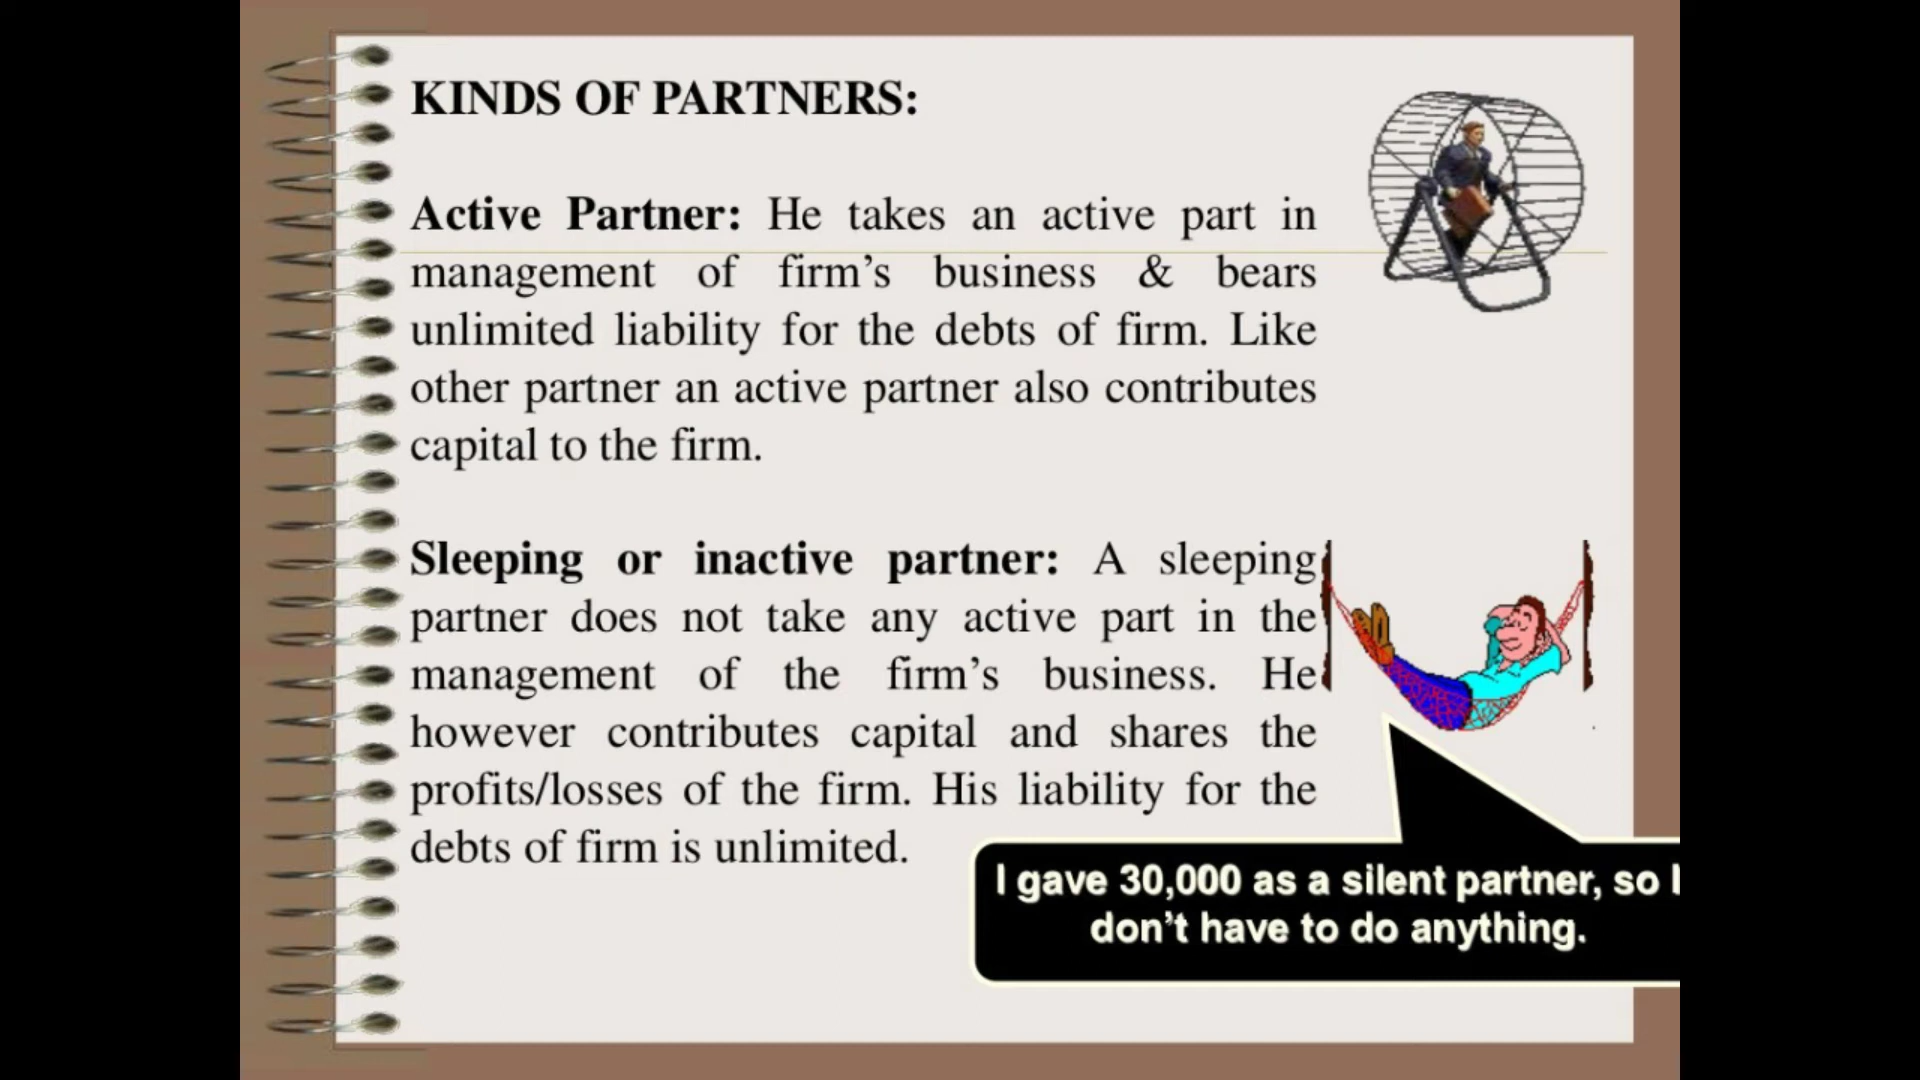 KINDS OF PARTNERS:
Active Partner: He takes an active part in
management of firm’s business & bears
unlimited liability for the debts of firm. Like
other partner an active partner also contributes
capital to the firm.
Sleeping or inactive partner: A sleeping
partner does not take any active part in the
management of the firm’s business. He
however contributes capital and shares the
profits/losses of the firm. His liability for the
debts of firm is unlimited.
I gave 30,000 as a silent partner, so I
don’t have to do anything.